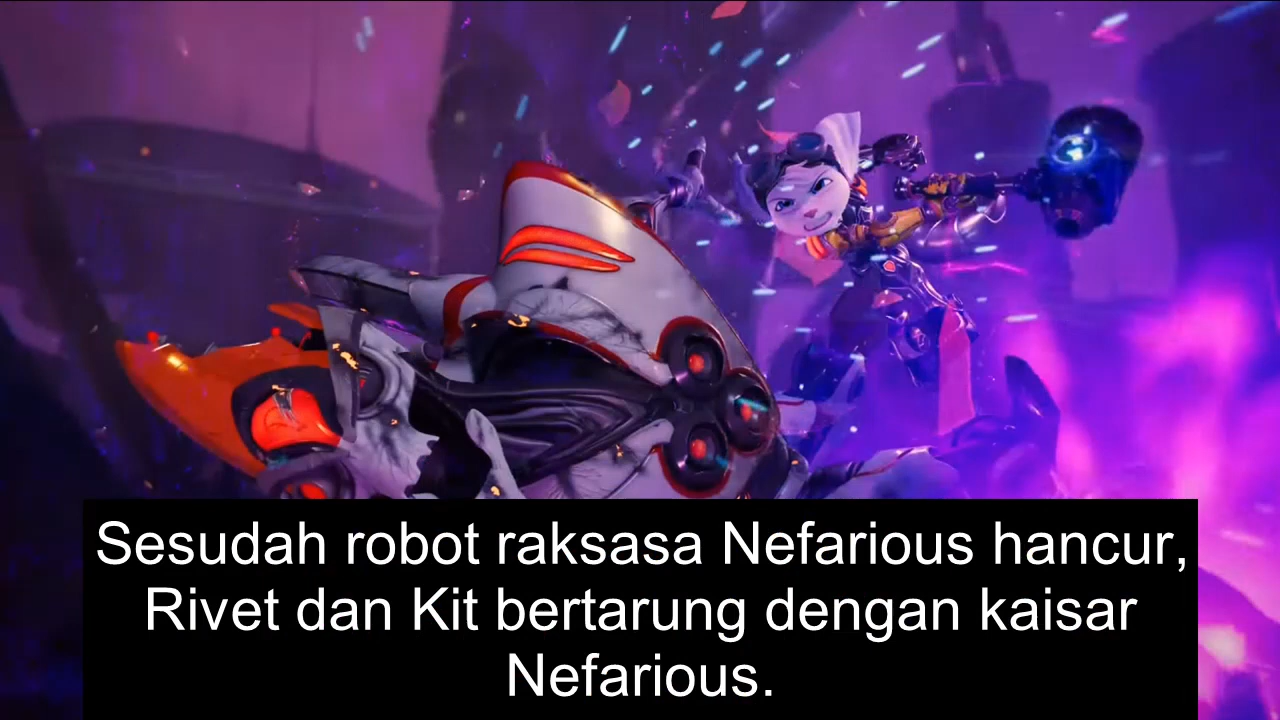 Sesudah robot raksasa Nefarious hancur,
Rivet dan Kit bertarung dengan kaisar
Nefarious.